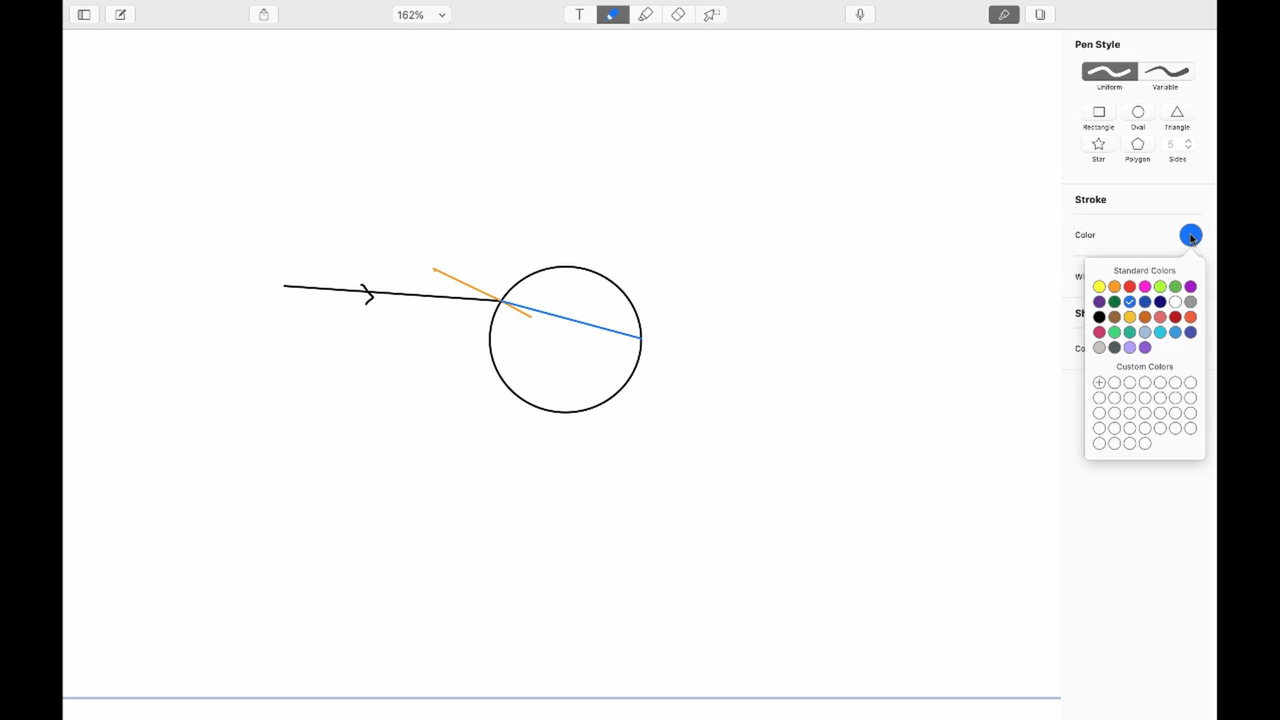 162%
T
Pen Style
Uniform Variable
Rectangle Oval Triangle
5
Star Polygon Sides
Stroke
Color
Standard Colors
Custom Colors